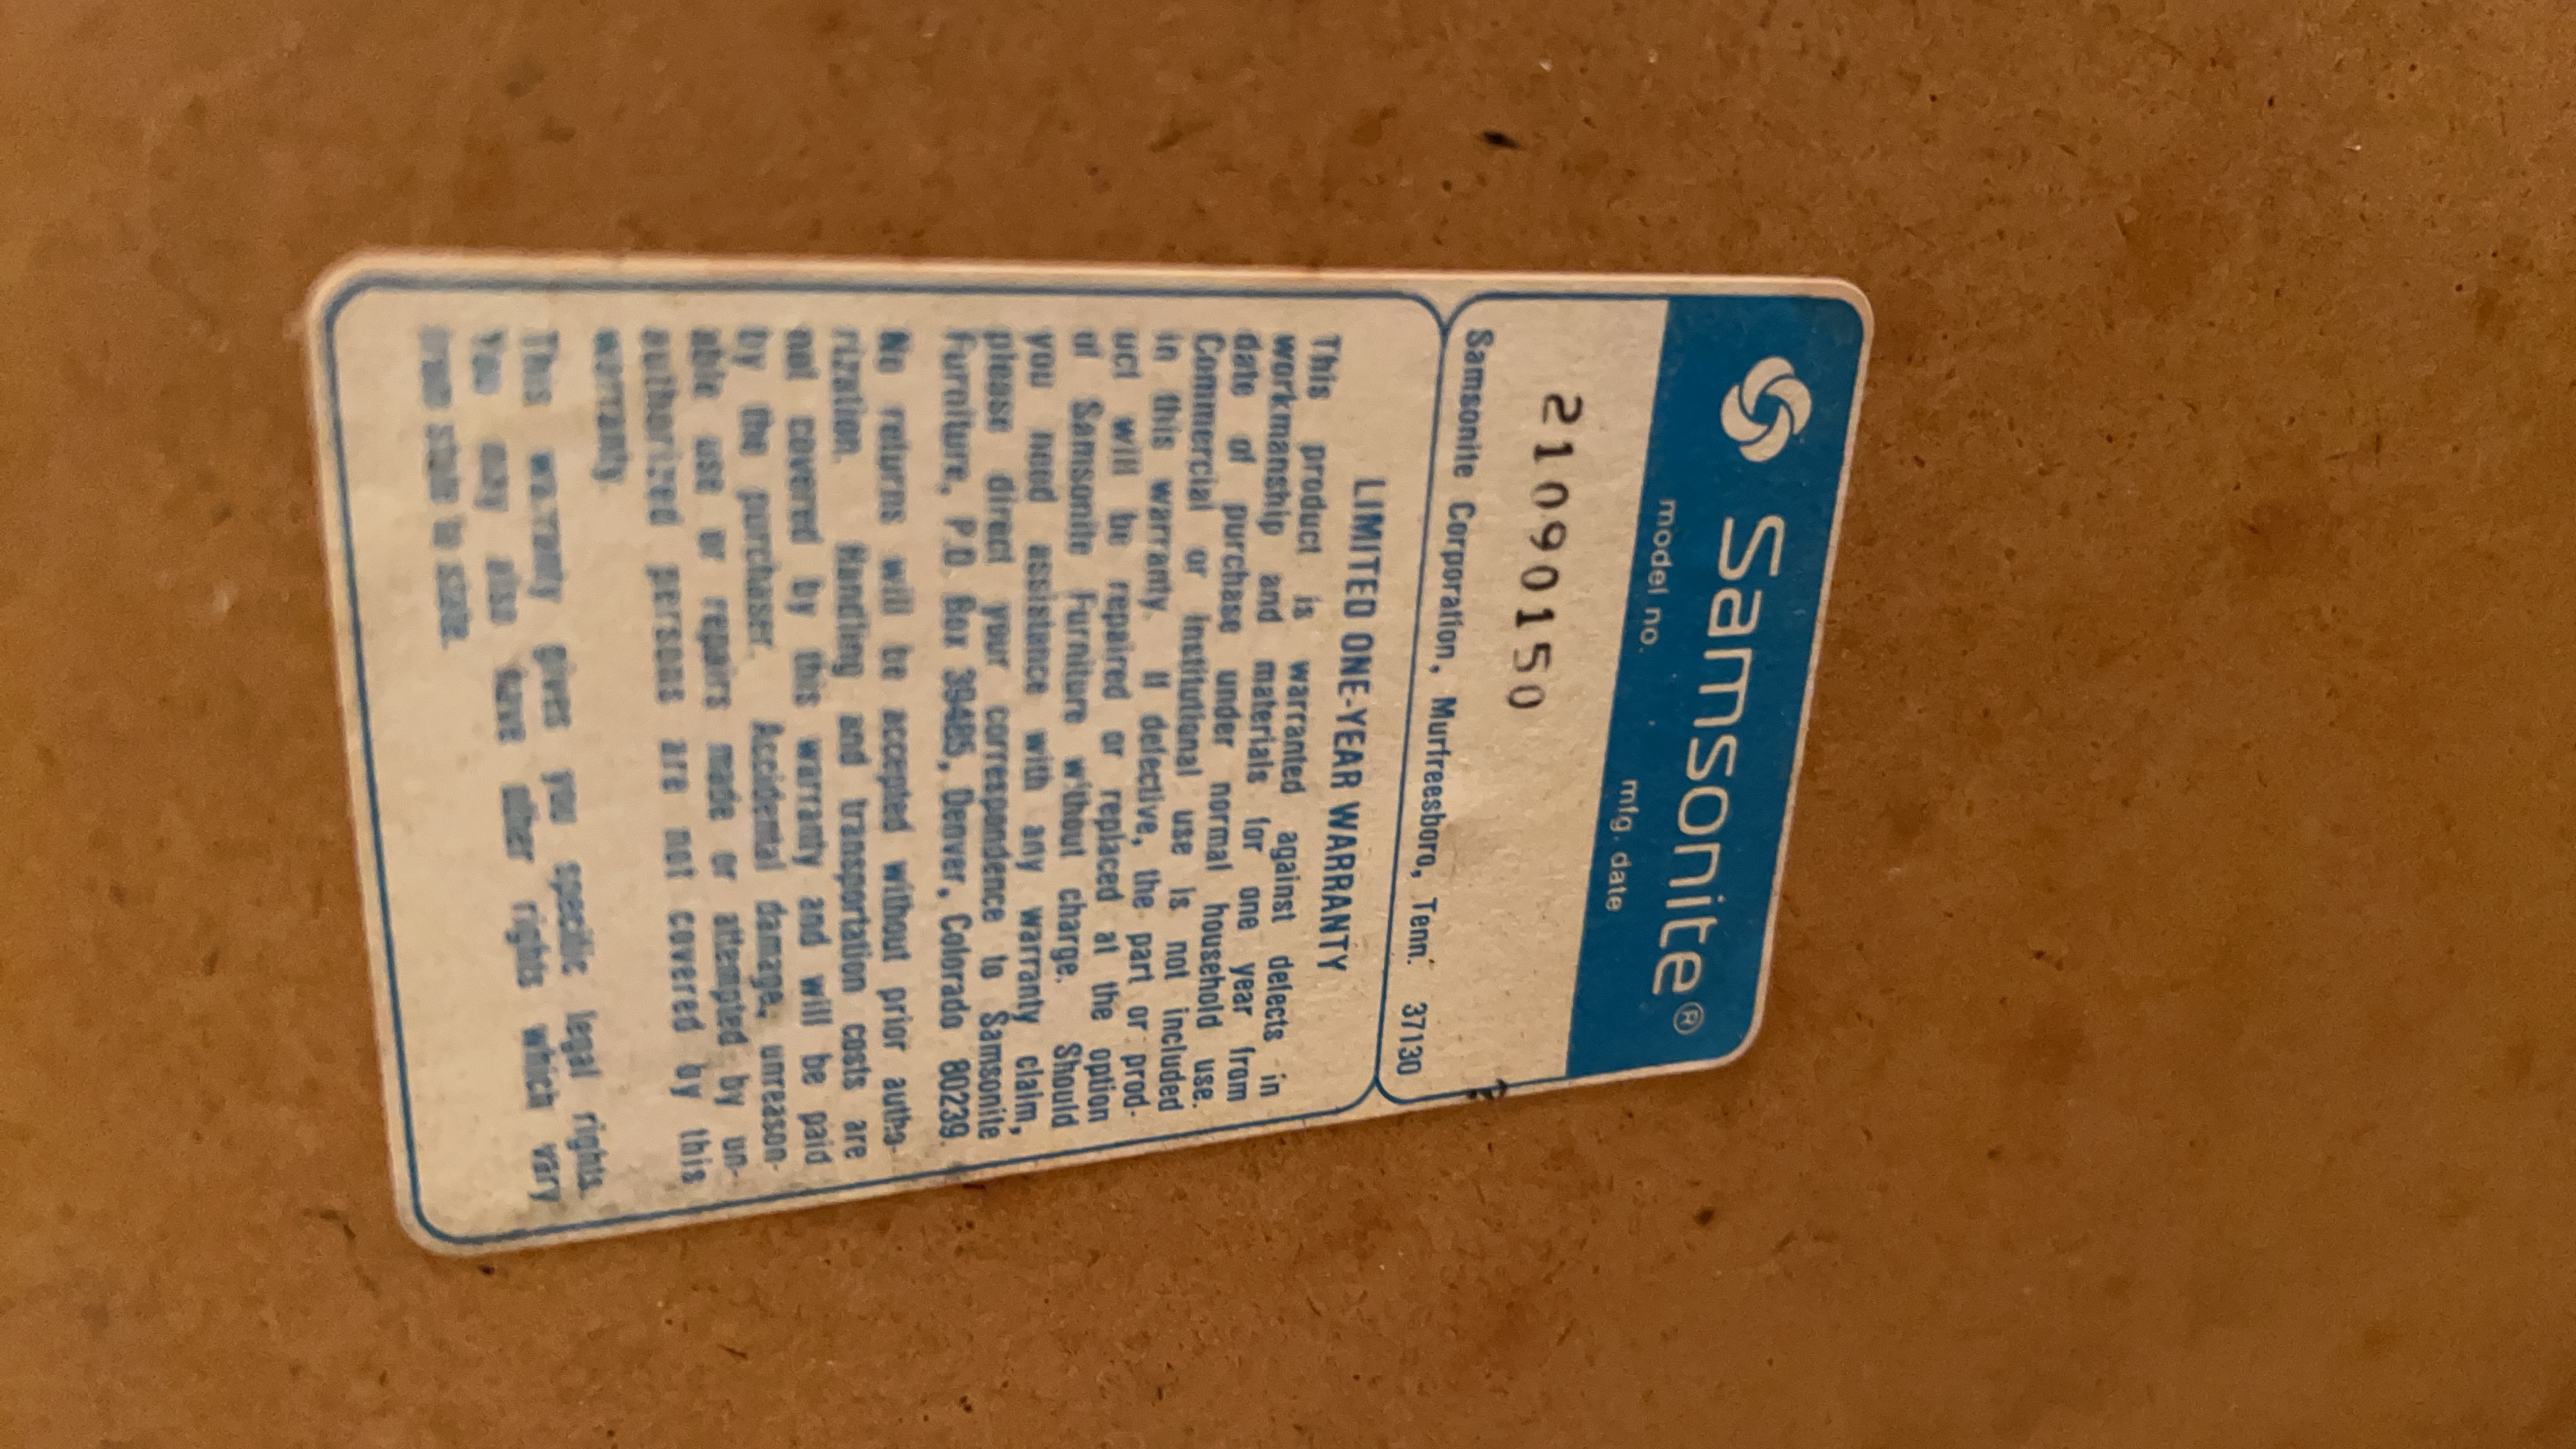 Samsonite®
model no. mfg. date
21090150
Samsonite Corporation, Murfreesboro, Tenn. 37130
LIMITED ONE-YEAR WARRANTY
This product is warranted against defects in
workmanship and materials for one year from
date of purchase under normal household use.
Commercial or institutional use is not included
in this warranty. If defective, the part or prod-
uct will be repaired or replaced at the option
of Samsonite Furniture without charge. Should
you need assistance with any warranty claim,
please direct your correspondence to Samsonite
Furniture, P.O. Box 39485, Denver, Colorado 80239.
No returns will be accepted without prior autho-
rization. Handling and transportation costs are
not covered by this warranty and will be paid
by the purchaser. Accidental damage, unreason-
able use or repairs made or attempted by un-
authorized persons are not covered by this
warranty.
This warranty gives you specific legal rights.
You may also have other rights which vary
from state to state.